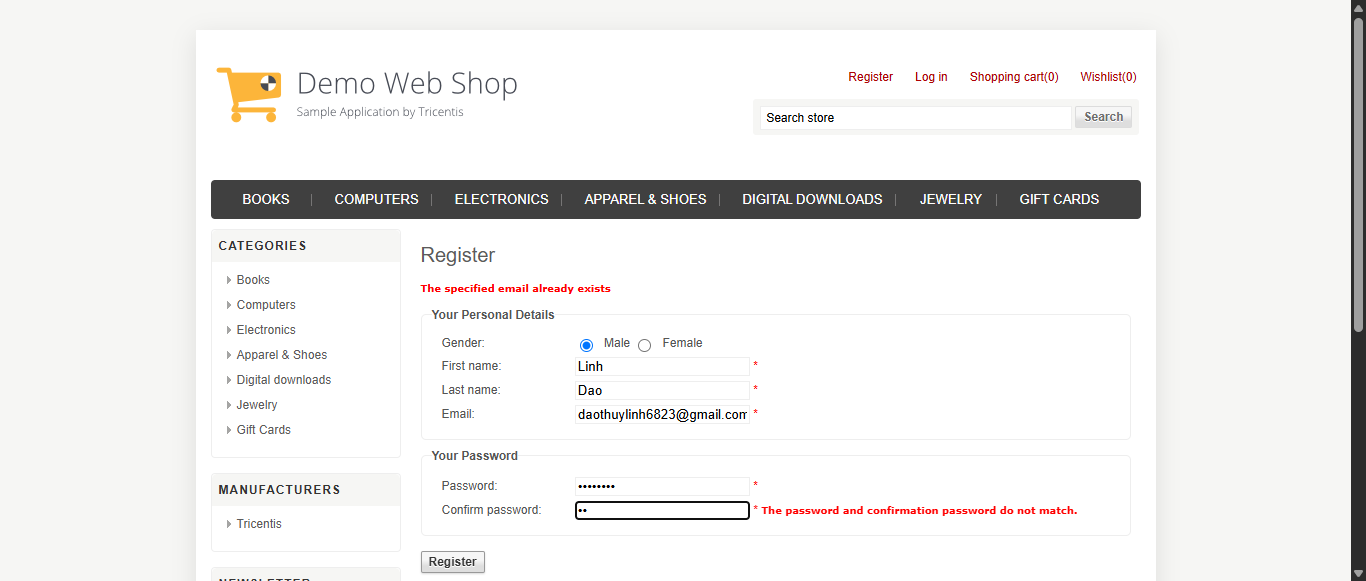 Demo Web Shop
Sample Application by Tricentis
Register Log in Shopping cart(0) Wishlist(0)
Search store Search
BOOKS COMPUTERS ELECTRONICS APPAREL & SHOES DIGITAL DOWNLOADS JEWELRY GIFT CARDS
CATEGORIES
Books
Computers
Electronics
Apparel & Shoes
Digital downloads
Jewelry
Gift Cards
MANUFACTURERS
Tricentis
NEWSLETTER
Register
The specified email already exists
Your Personal Details
Gender: Male Female
First name: Linh *
Last name: Dao *
Email: daothuylinh6823@gmail.com *
Your Password
Password: •••••••• *
Confirm password: •• * The password and confirmation password do not match.
Register